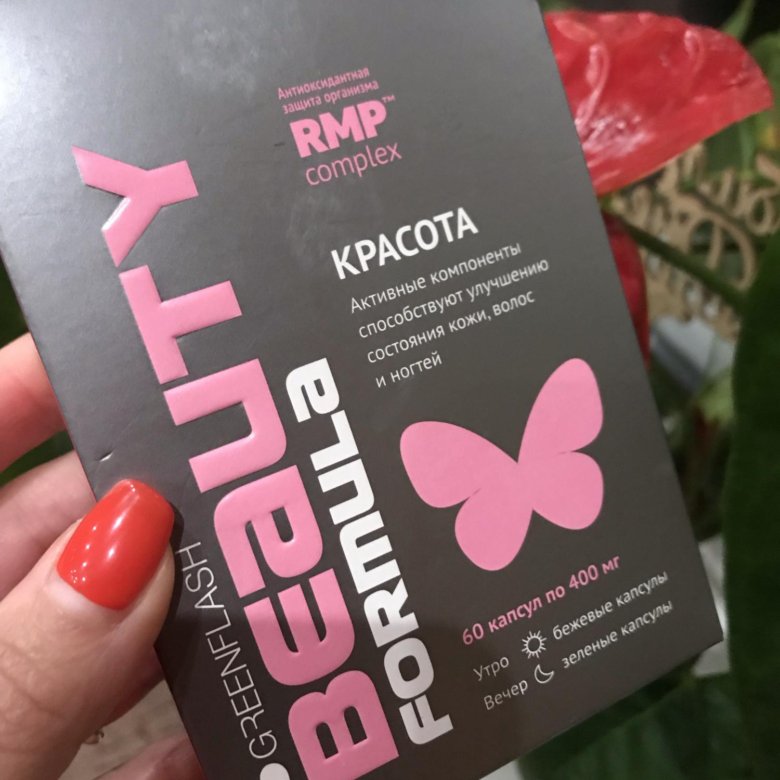 Антиоксидантная
защита организма
RMP™
complex
КРАСОТА
Активные компоненты
способствуют улучшению
состояния кожи, волос
и ногтей
GREENFLASH
BEAUTY
FORMULA
60 капсул по 400 мг
Утро бежевые капсулы
Вечер зеленые капсулы